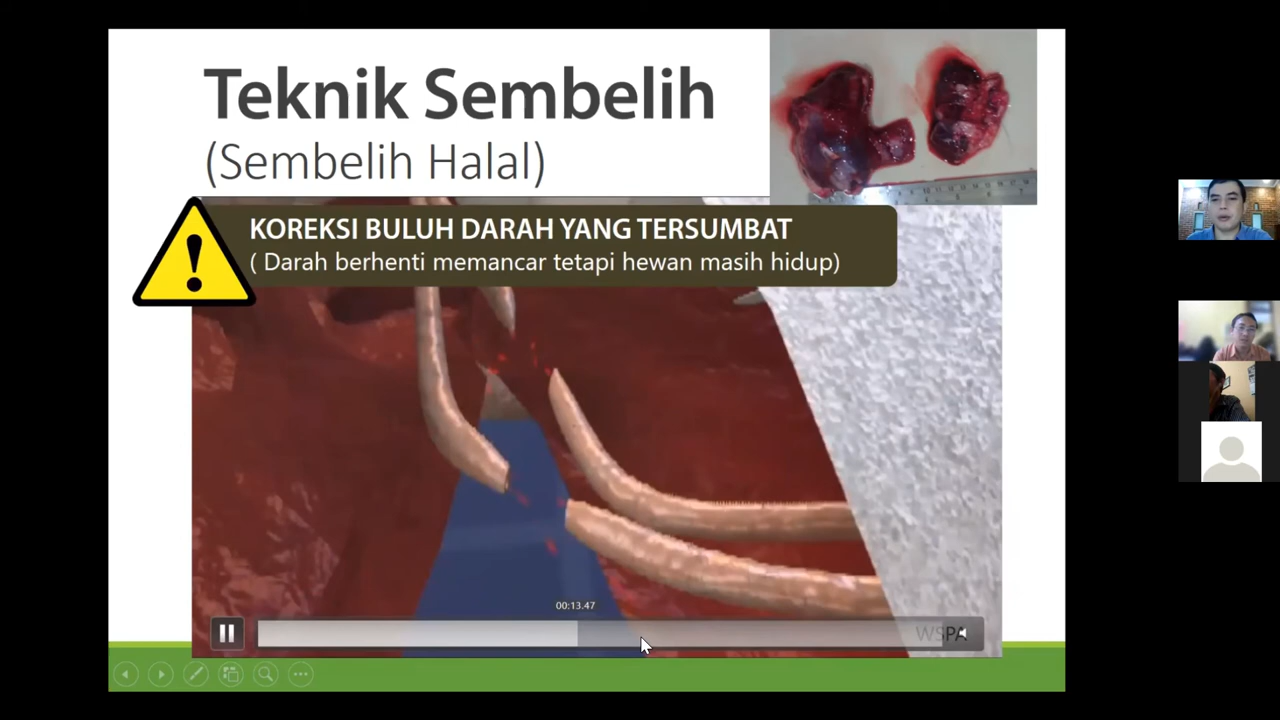 Teknik Sembelih
(Sembelih Halal)
KOREKSI BULUH DARAH YANG TERSUMBAT
( Darah berhenti memancar tetapi hewan masih hidup)
00:13.47
WSPA